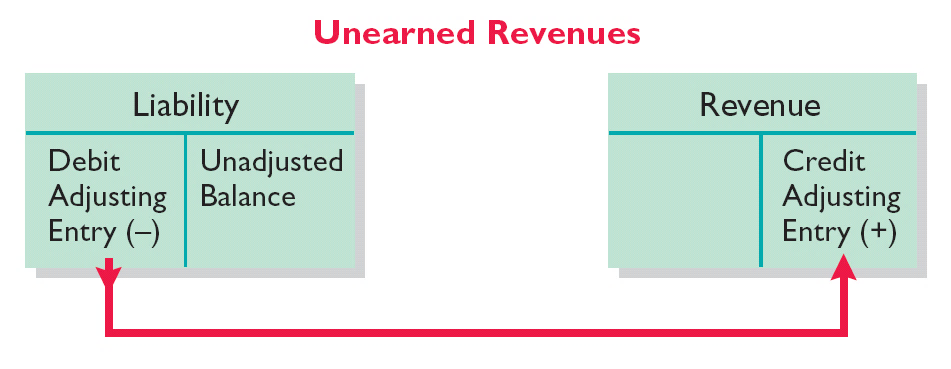 Unearned Revenues
Liability
Debit
Adjusting
Entry (–)
Unadjusted
Balance
Revenue
Credit
Adjusting
Entry (+)